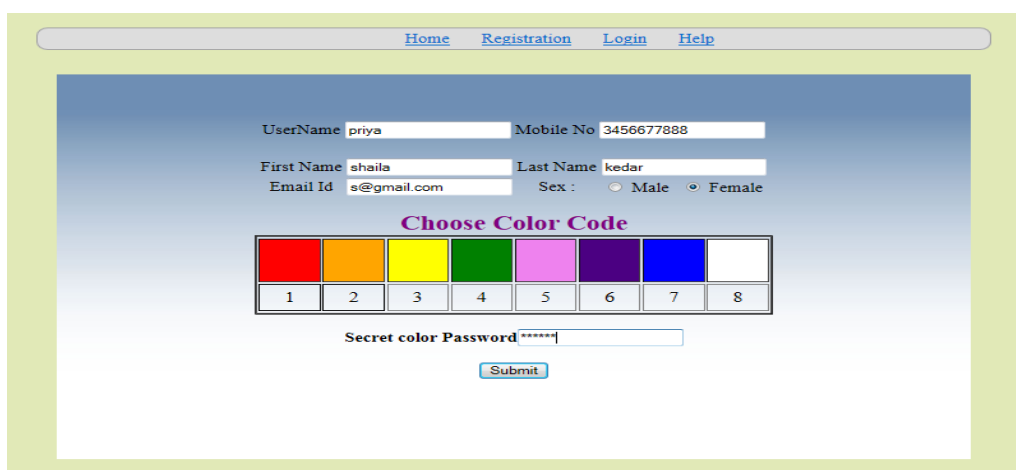 Home Registration Login Help
UserName priya Mobile No 3456677888
First Name shaila Last Name kedar
Email Id s@gmail.com Sex : Male Female
Choose Color Code
1 2 3 4 5 6 7 8
Secret color Password ******
Submit